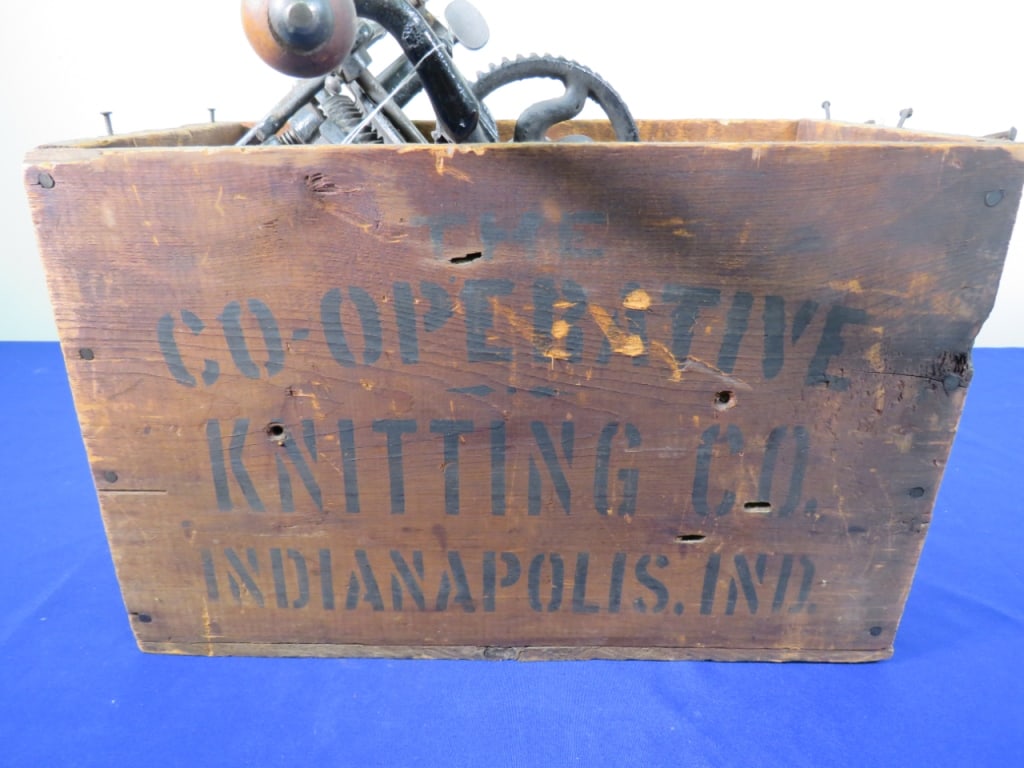 THE
CO-OPERATIVE
KNITTING CO.
INDIANAPOLIS, IND.